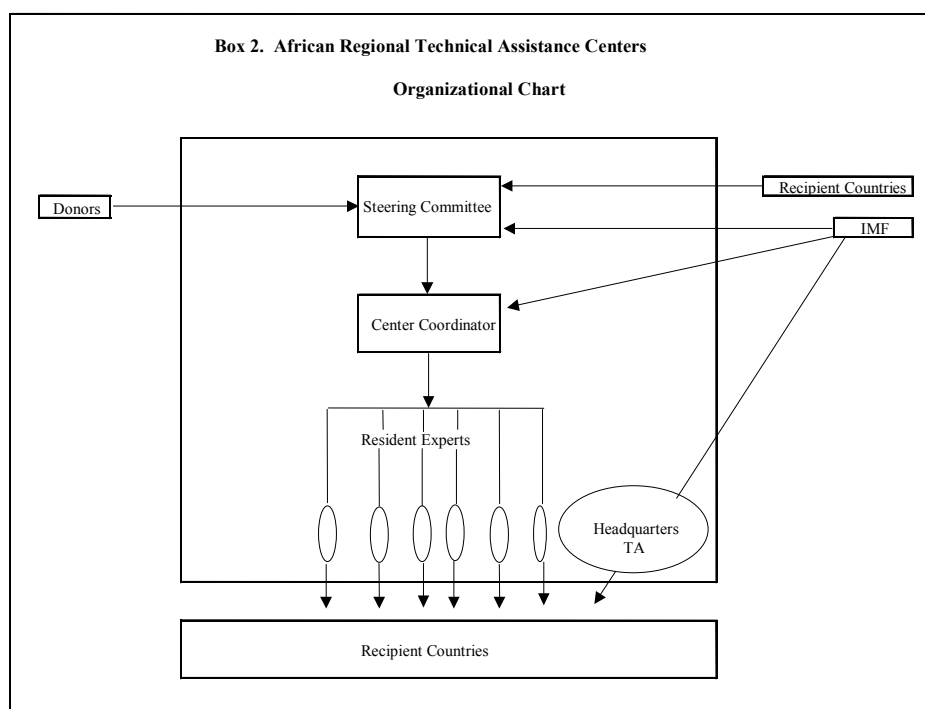 Box 2. African Regional Technical Assistance Centers
Organizational Chart
Recipient Countries
Donors
Steering Committee
IMF
Center Coordinator
Resident Experts
Headquarters
TA
Recipient Countries